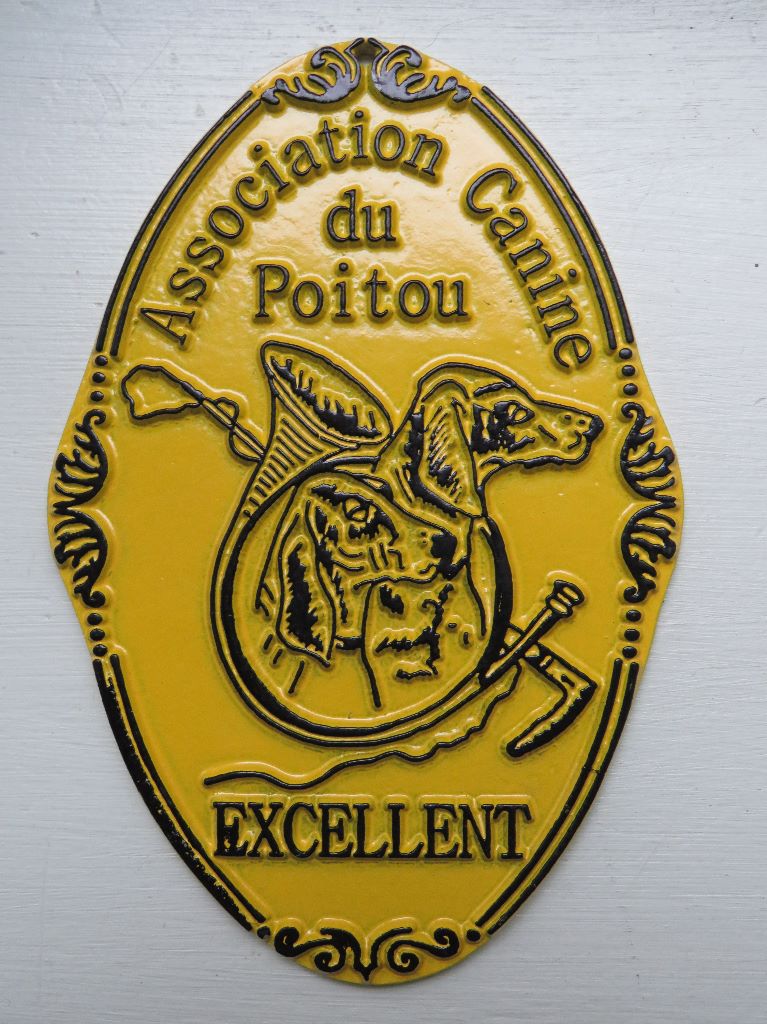 Association Canine
du
Poitou
EXCELLENT